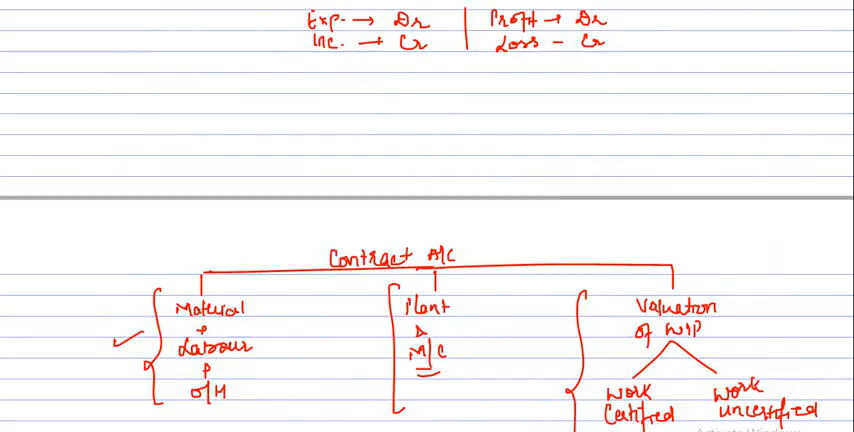 Exp. → Dr | Profit → Dr
Inc. → Cr | Loss – Cr
Contract A/C
Material
+
Labour
+
O/H
Plant
&
M/C
Valuation
of WIP
Work
Certified
Work
uncertified